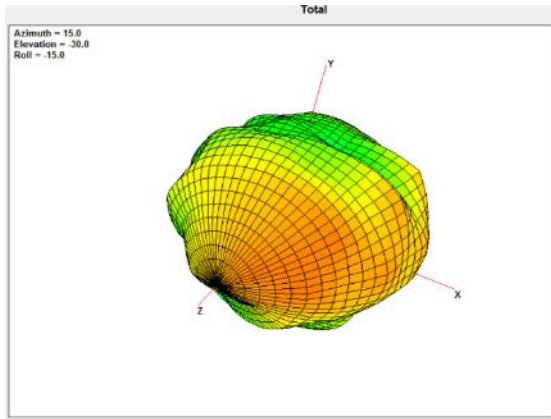 Total
Azimuth = 15.0
Elevation = -30.0
Roll = -15.0
Y
X
Z